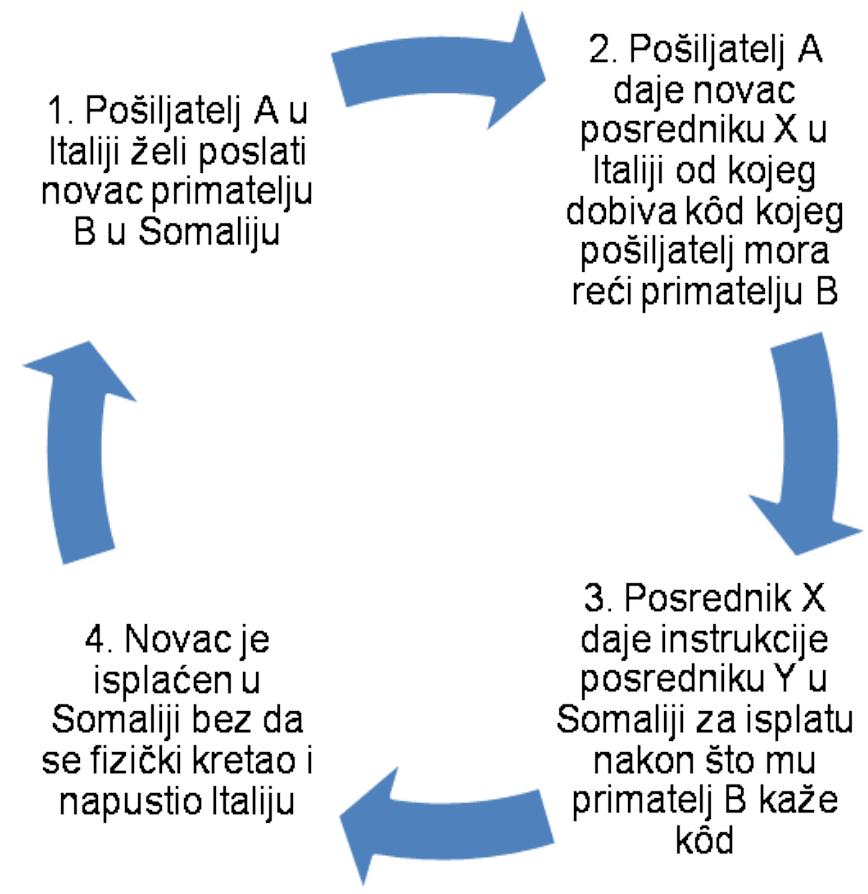 1. Pošiljatelj A u
Italiji želi poslati
novac primatelju
B u Somaliju
2. Pošiljatelj A
daje novac
posredniku X u
Italiji od kojeg
dobiva kôd kojeg
pošiljatelj mora
reći primatelju B
3. Posrednik X
daje instrukcije
posredniku Y u
Somaliji za isplatu
nakon što mu
primatelj B kaže
kôd
4. Novac je
isplaćen u
Somaliji bez da
se fizički kretao i
napustio Italiju